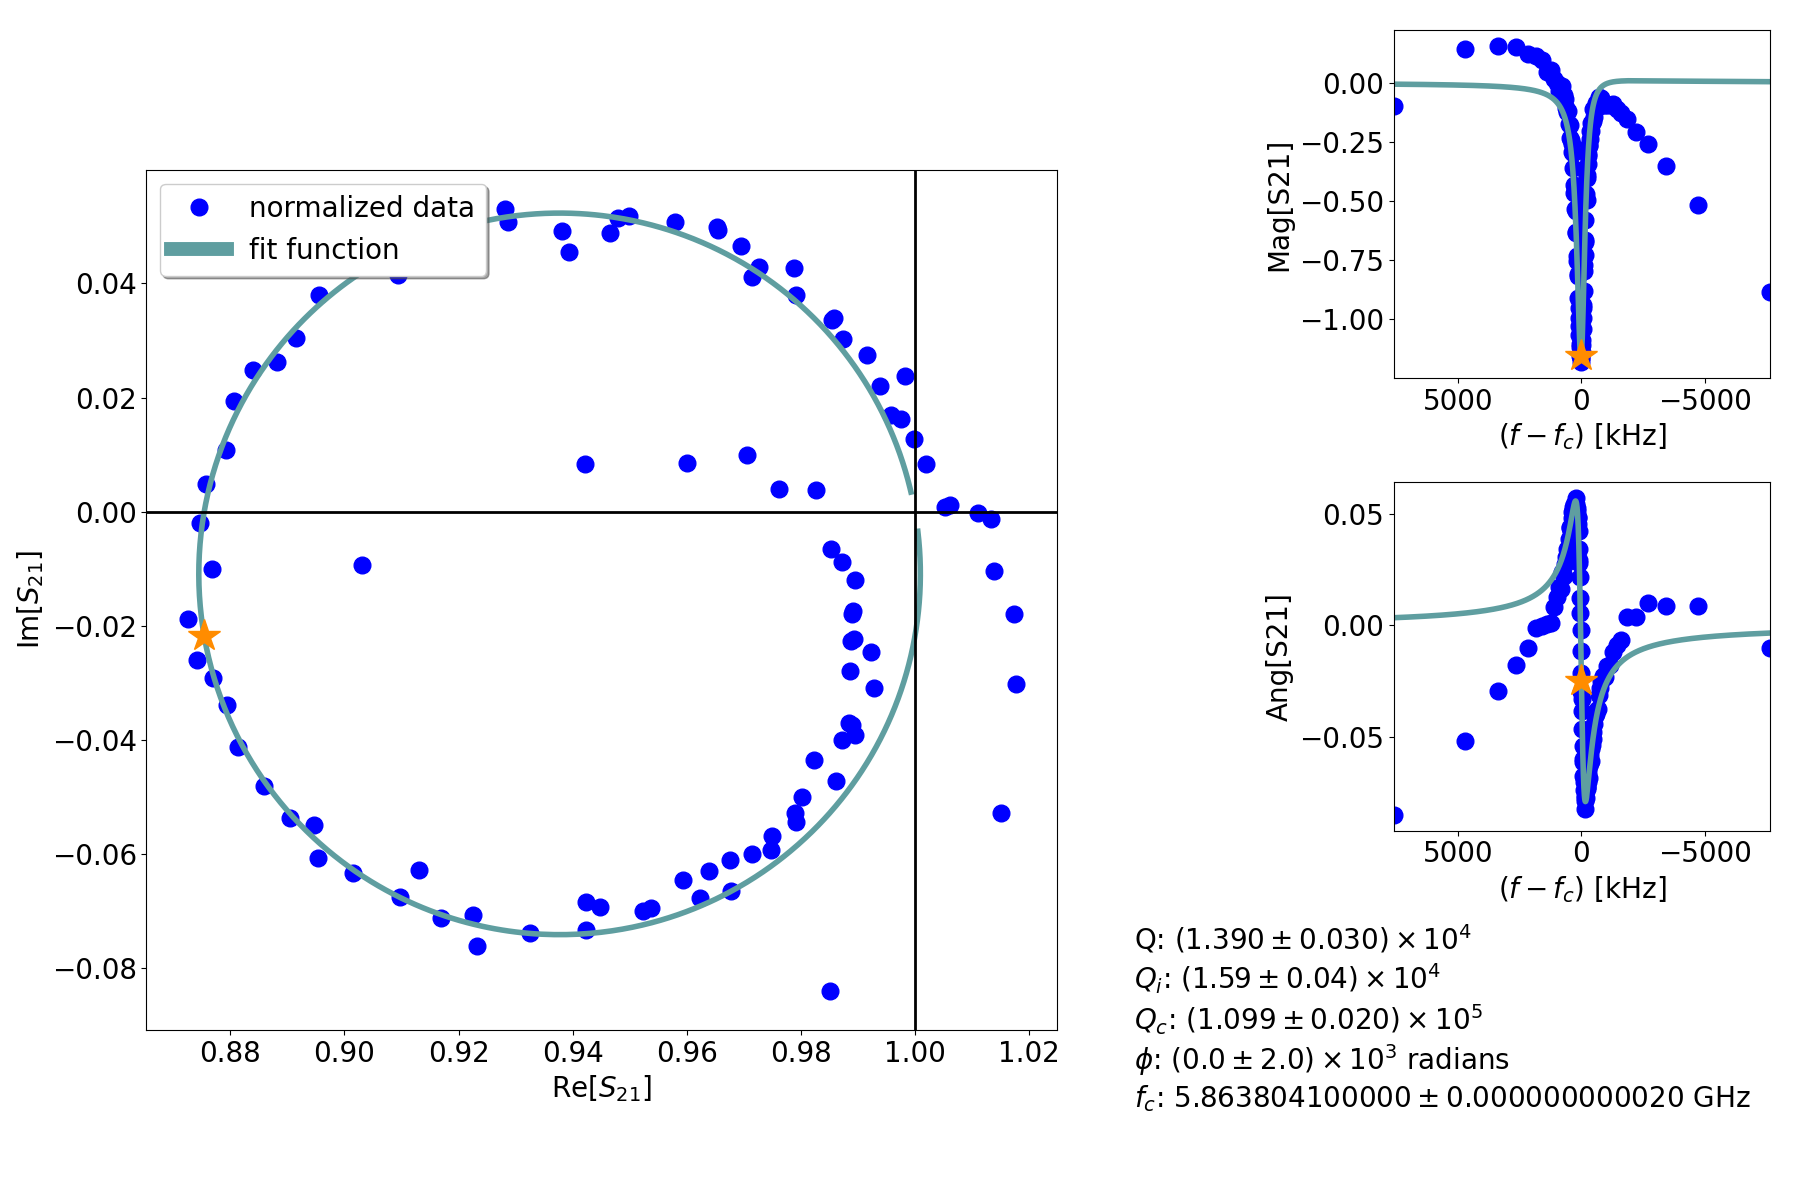 normalized data
fit function
0.04
0.02
0.00
−0.02
−0.04
−0.06
−0.08
Im[S21]
0.88 0.90 0.92 0.94 0.96 0.98 1.00 1.02
Re[S21]
0.00
−0.25
−0.50
−0.75
−1.00
Mag[S21]
5000 0 −5000
(f − fc) [kHz]
0.05
0.00
−0.05
Ang[S21]
5000 0 −5000
(f − fc) [kHz]
Q: (1.390 ± 0.030) × 10^4
Qi: (1.59 ± 0.04) × 10^4
Qc: (1.099 ± 0.020) × 10^5
ϕ: (0.0 ± 2.0) × 10^3 radians
fc: 5.863804100000 ± 0.000000000020 GHz